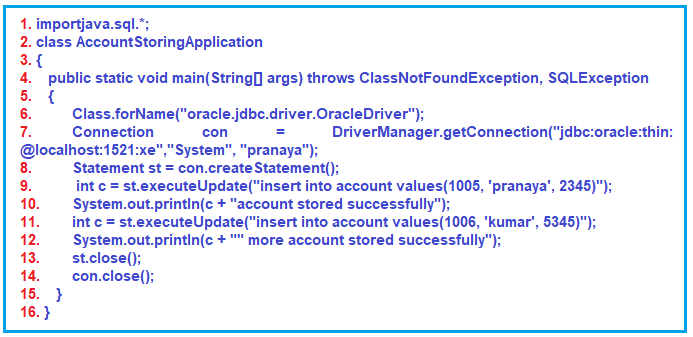 1. importjava.sql.*;
2. class AccountStoringApplication
3. {
4. public static void main(String[] args) throws ClassNotFoundException, SQLException
5. {
6. Class.forName("oracle.jdbc.driver.OracleDriver");
7. Connection con = DriverManager.getConnection("jdbc:oracle:thin:
@localhost:1521:xe","System", "pranaya");
8. Statement st = con.createStatement();
9. int c = st.executeUpdate("insert into account values(1005, 'pranaya', 2345)");
10. System.out.println(c + "account stored successfully");
11. int c = st.executeUpdate("insert into account values(1006, 'kumar', 5345)");
12. System.out.println(c + "" more account stored successfully");
13. st.close();
14. con.close();
15. }
16. }